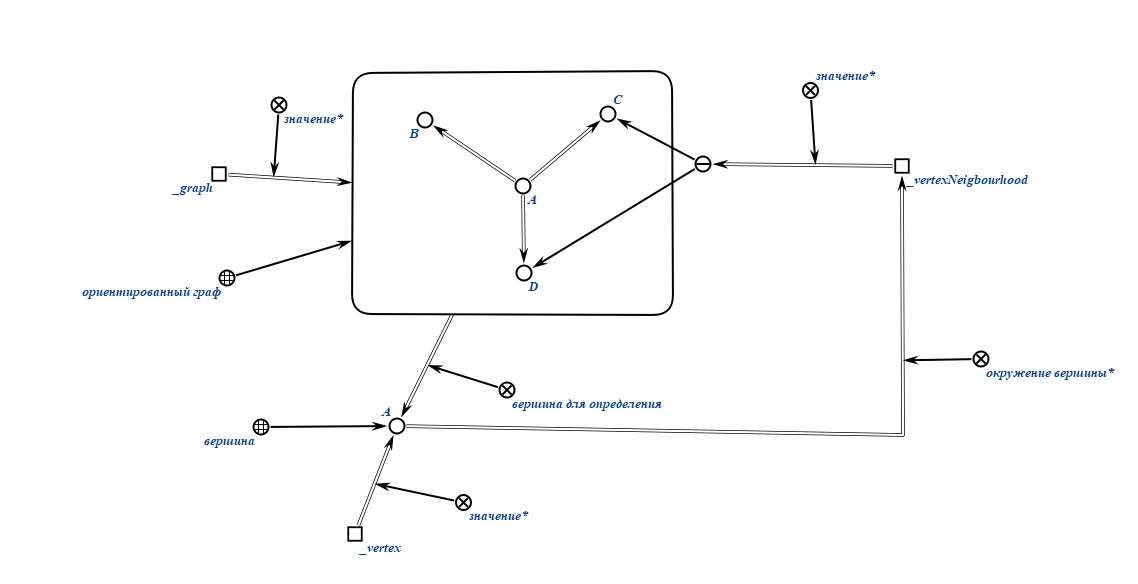 значение*
C
значение*
B
_graph
_vertexNeigbourhood
A
ориентированный граф
D
окружение вершины*
вершина для определения
A
вершина
значение*
_vertex